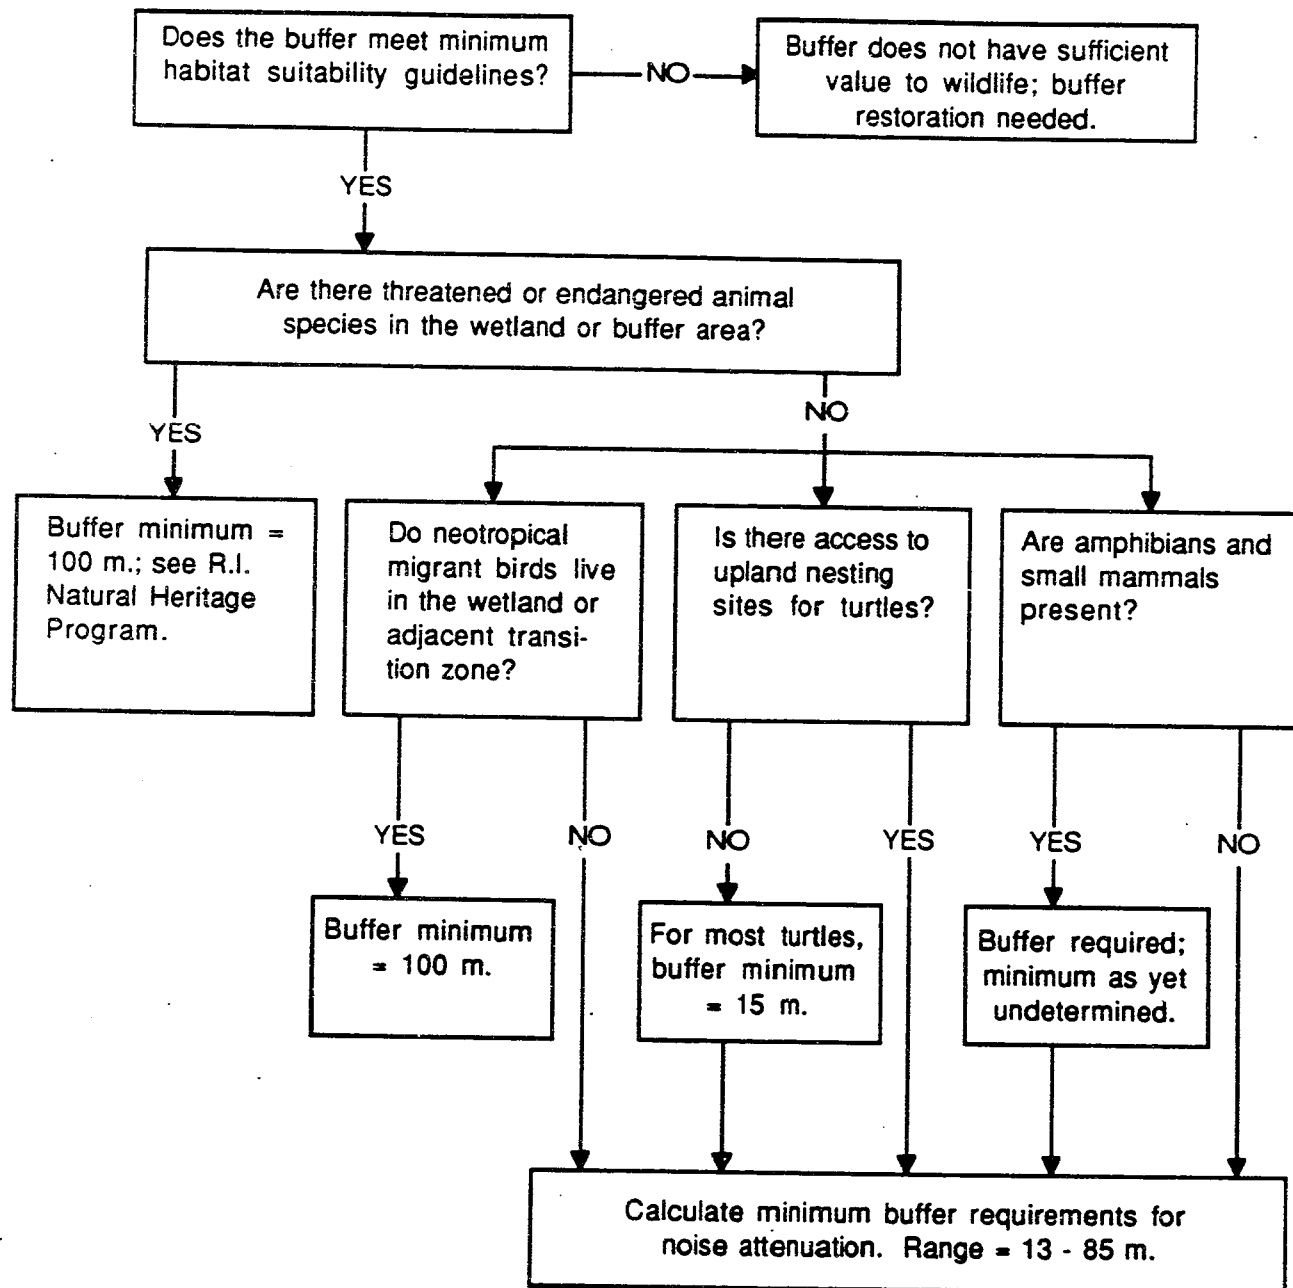 Does the buffer meet minimum
habitat suitability guidelines?
NO
Buffer does not have sufficient
value to wildlife; buffer
restoration needed.
YES
Are there threatened or endangered animal
species in the wetland or buffer area?
YES
NO
Buffer minimum =
100 m.; see R.I.
Natural Heritage
Program.
Do neotropical
migrant birds live
in the wetland or
adjacent transi-
tion zone?
Is there access to
upland nesting
sites for turtles?
Are amphibians and
small mammals
present?
YES
NO
NO
YES
YES
NO
Buffer minimum
= 100 m.
For most turtles,
buffer minimum
= 15 m.
Buffer required;
minimum as yet
undetermined.
Calculate minimum buffer requirements for
noise attenuation. Range = 13 - 85 m.